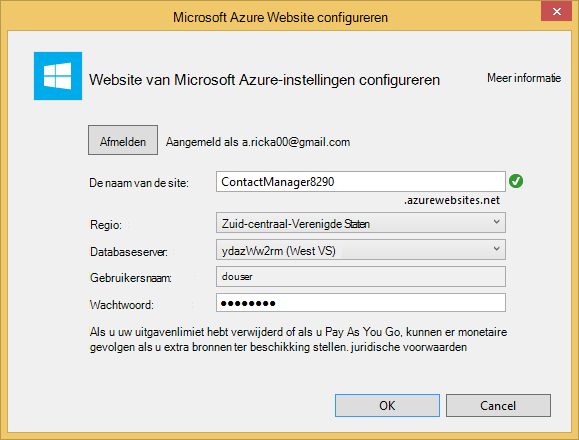 Microsoft Azure Website configureren
Website van Microsoft Azure-instellingen configureren
Meer informatie
Afmelden
Aangemeld als a.ricka00@gmail.com
De naam van de site:
ContactManager8290
.azurewebsites.net
Regio:
Zuid-centraal-Verenigde Staten
Databaseserver:
ydazWw2rm (West VS)
Gebruikersnaam:
douser
Wachtwoord:
●●●●●●●●
Als u uw uitgavenlimiet hebt verwijderd of als u Pay As You Go, kunnen er monetaire
gevolgen als u extra bronnen ter beschikking stellen. juridische voorwaarden
OK
Cancel